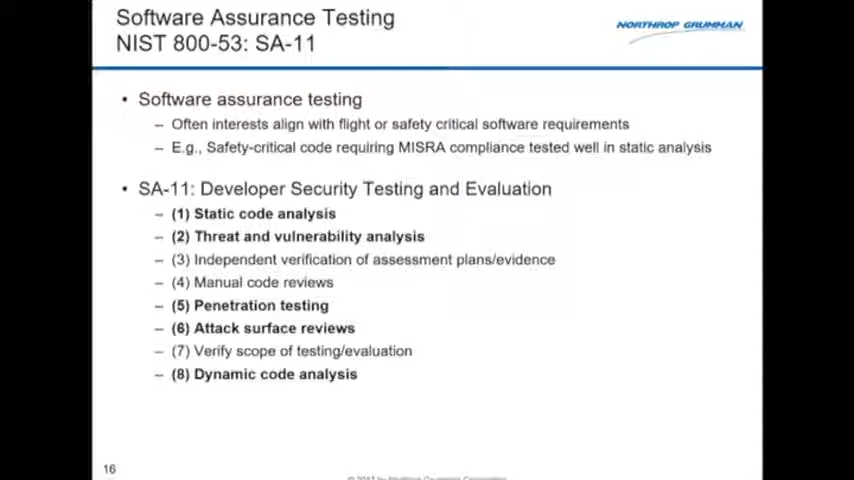 Software Assurance Testing
NIST 800-53: SA-11
NORTHROP GRUMMAN
• Software assurance testing
– Often interests align with flight or safety critical software requirements
– E.g., Safety-critical code requiring MISRA compliance tested well in static analysis
• SA-11: Developer Security Testing and Evaluation
– (1) Static code analysis
– (2) Threat and vulnerability analysis
– (3) Independent verification of assessment plans/evidence
– (4) Manual code reviews
– (5) Penetration testing
– (6) Attack surface reviews
– (7) Verify scope of testing/evaluation
– (8) Dynamic code analysis
16